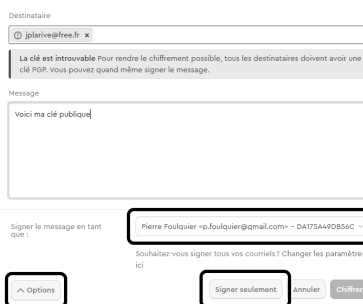 Destinataire
jplarive@free.fr ×
La clé est introuvable Pour rendre le chiffrement possible, tous les destinataires doivent avoir une
clé PGP. Vous pouvez quand même signer le message.
Message
Voici ma clé publique
Signer le message en tant
que :
Pierre Foulquier <p.foulquier@gmail.com> – DA175A49DB56C
Souhaitez-vous signer tous vos courriels ? Changer les paramètres
ici
Options
Signer seulement
Annuler
Chiffrer